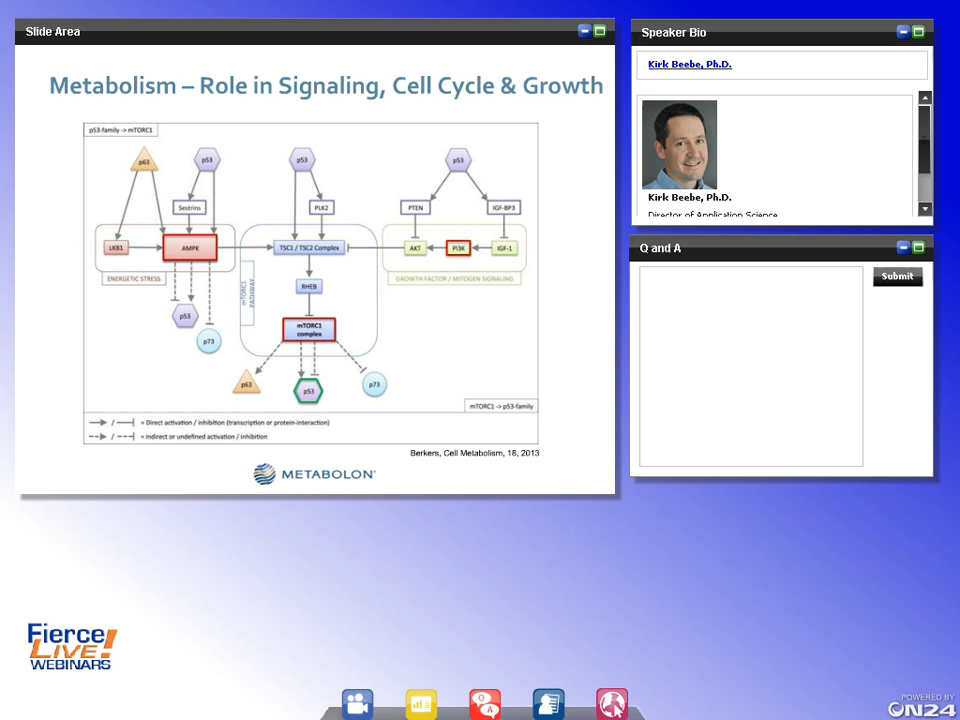 Slide Area
Metabolism – Role in Signaling, Cell Cycle & Growth
p53-family -> mTORC1
p63
p53
p53
p53
Sestrins
PLK2
PTEN
IGF-BP3
LKB1
AMPK
TSC1 / TSC2 Complex
AKT
PI3K
IGF-1
ENERGETIC STRESS
mTORC1
PATHWAY
GROWTH FACTOR / MITOGEN SIGNALING
RHEB
p53
p73
mTORC1
complex
p63
p53
p73
mTORC1 -> p53-family
/ = Direct activation / inhibition (transcription or protein-interaction)
/ = Indirect or undefined activation / inhibition
Berkers, Cell Metabolism, 18, 2013
METABOLON
Speaker Bio
Kirk Beebe, Ph.D.
Kirk Beebe, Ph.D.
Director of Application Science
Q and A
Submit
Fierce
LIVE!
WEBINARS
Q
A
POWERED BY
ON24